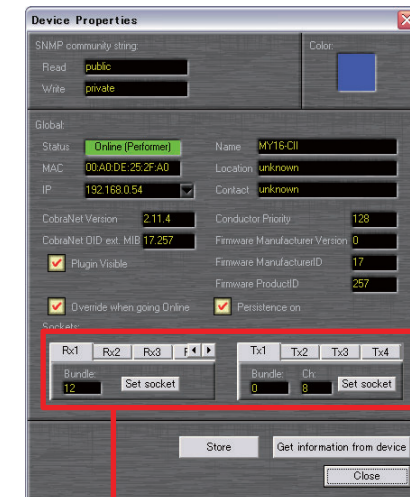 Device Properties
SNMP community string:
Color:
Read public
Write private
Global:
Status Online (Performer) Name MY16-CII
MAC 00:A0:DE:25:2F:A0 Location unknown
IP 192.168.0.54 Contact unknown
CobraNet Version 2.11.4 Conductor Priority 128
CobraNet OID ext. MIB 17.257 Firmware Manufacturer Version 0
Plugin Visible Firmware ManufacturerID 17
Firmware ProductID 257
Override when going Online Persistence on
Sockets:
Rx1 Rx2 Rx3 Tx1 Tx2 Tx3 Tx4
Bundle: Bundle: Ch:
12 Set socket 0 8 Set socket
Store Get information from device
Close